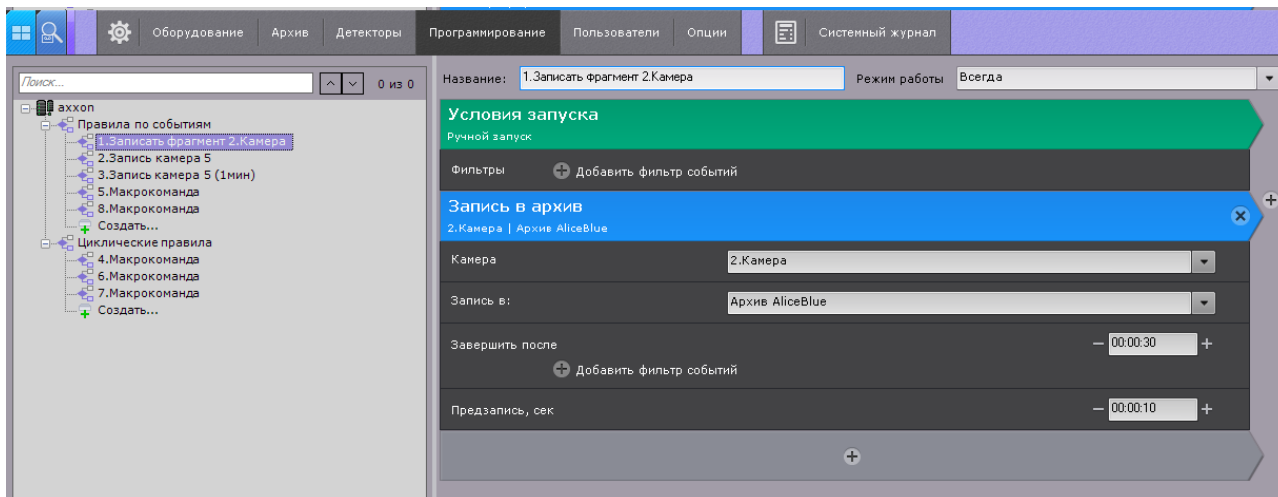 Оборудование Архив Детекторы Программирование Пользователи Опции Системный журнал
Поиск... 0 из 0
axxon
Правила по событиям
1.Записать фрагмент 2.Камера
2.Запись камера 5
3.Запись камера 5 (1мин)
5.Макрокоманда
8.Макрокоманда
Создать...
Циклические правила
4.Макрокоманда
6.Макрокоманда
7.Макрокоманда
Создать...
Название: 1.Записать фрагмент 2.Камера Режим работы Всегда
Условия запуска
Ручной запуск
Фильтры Добавить фильтр событий
Запись в архив
2.Камера | Архив AliceBlue
Камера 2.Камера
Запись в: Архив AliceBlue
Завершить после 00:00:30
Добавить фильтр событий
Предзапись, сек 00:00:10